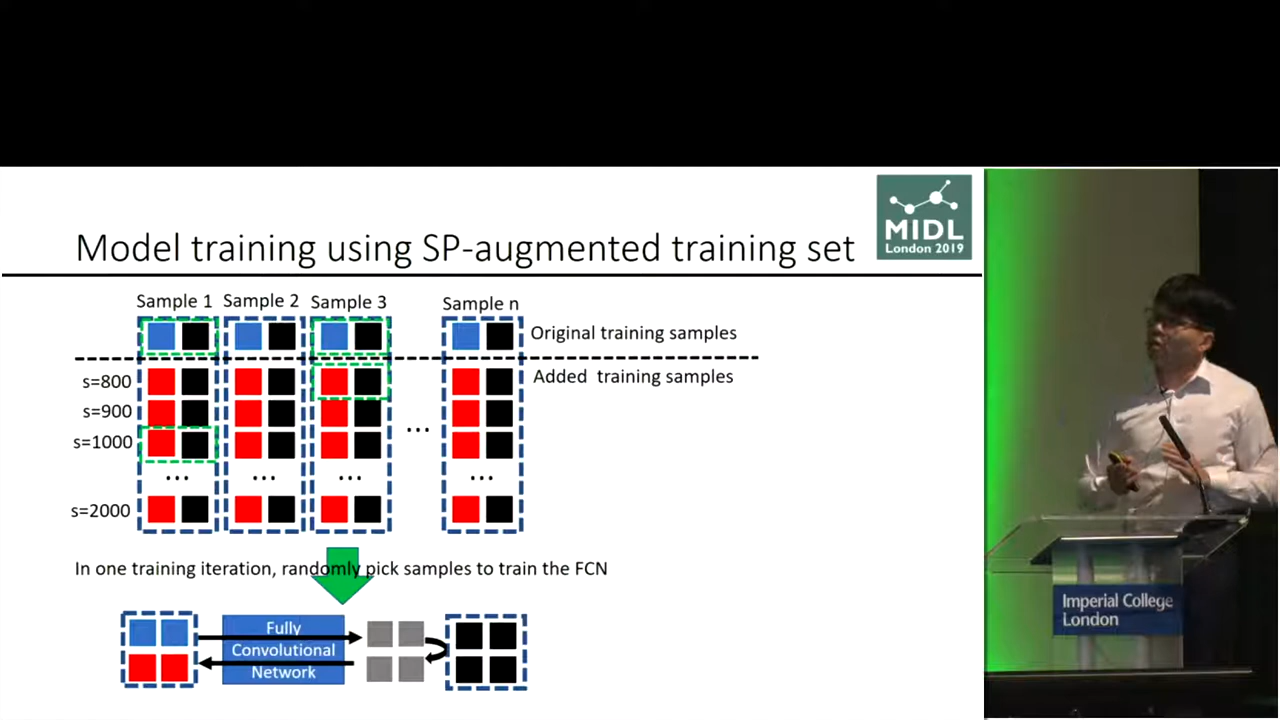 MIDL
London 2019
Model training using SP-augmented training set
Sample 1 Sample 2 Sample 3 Sample n
Original training samples
s=800
Added training samples
s=900
s=1000
...
... ... ... ...
s=2000
In one training iteration, randomly pick samples to train the FCN
Fully
Convolutional
Network
Imperial College
London